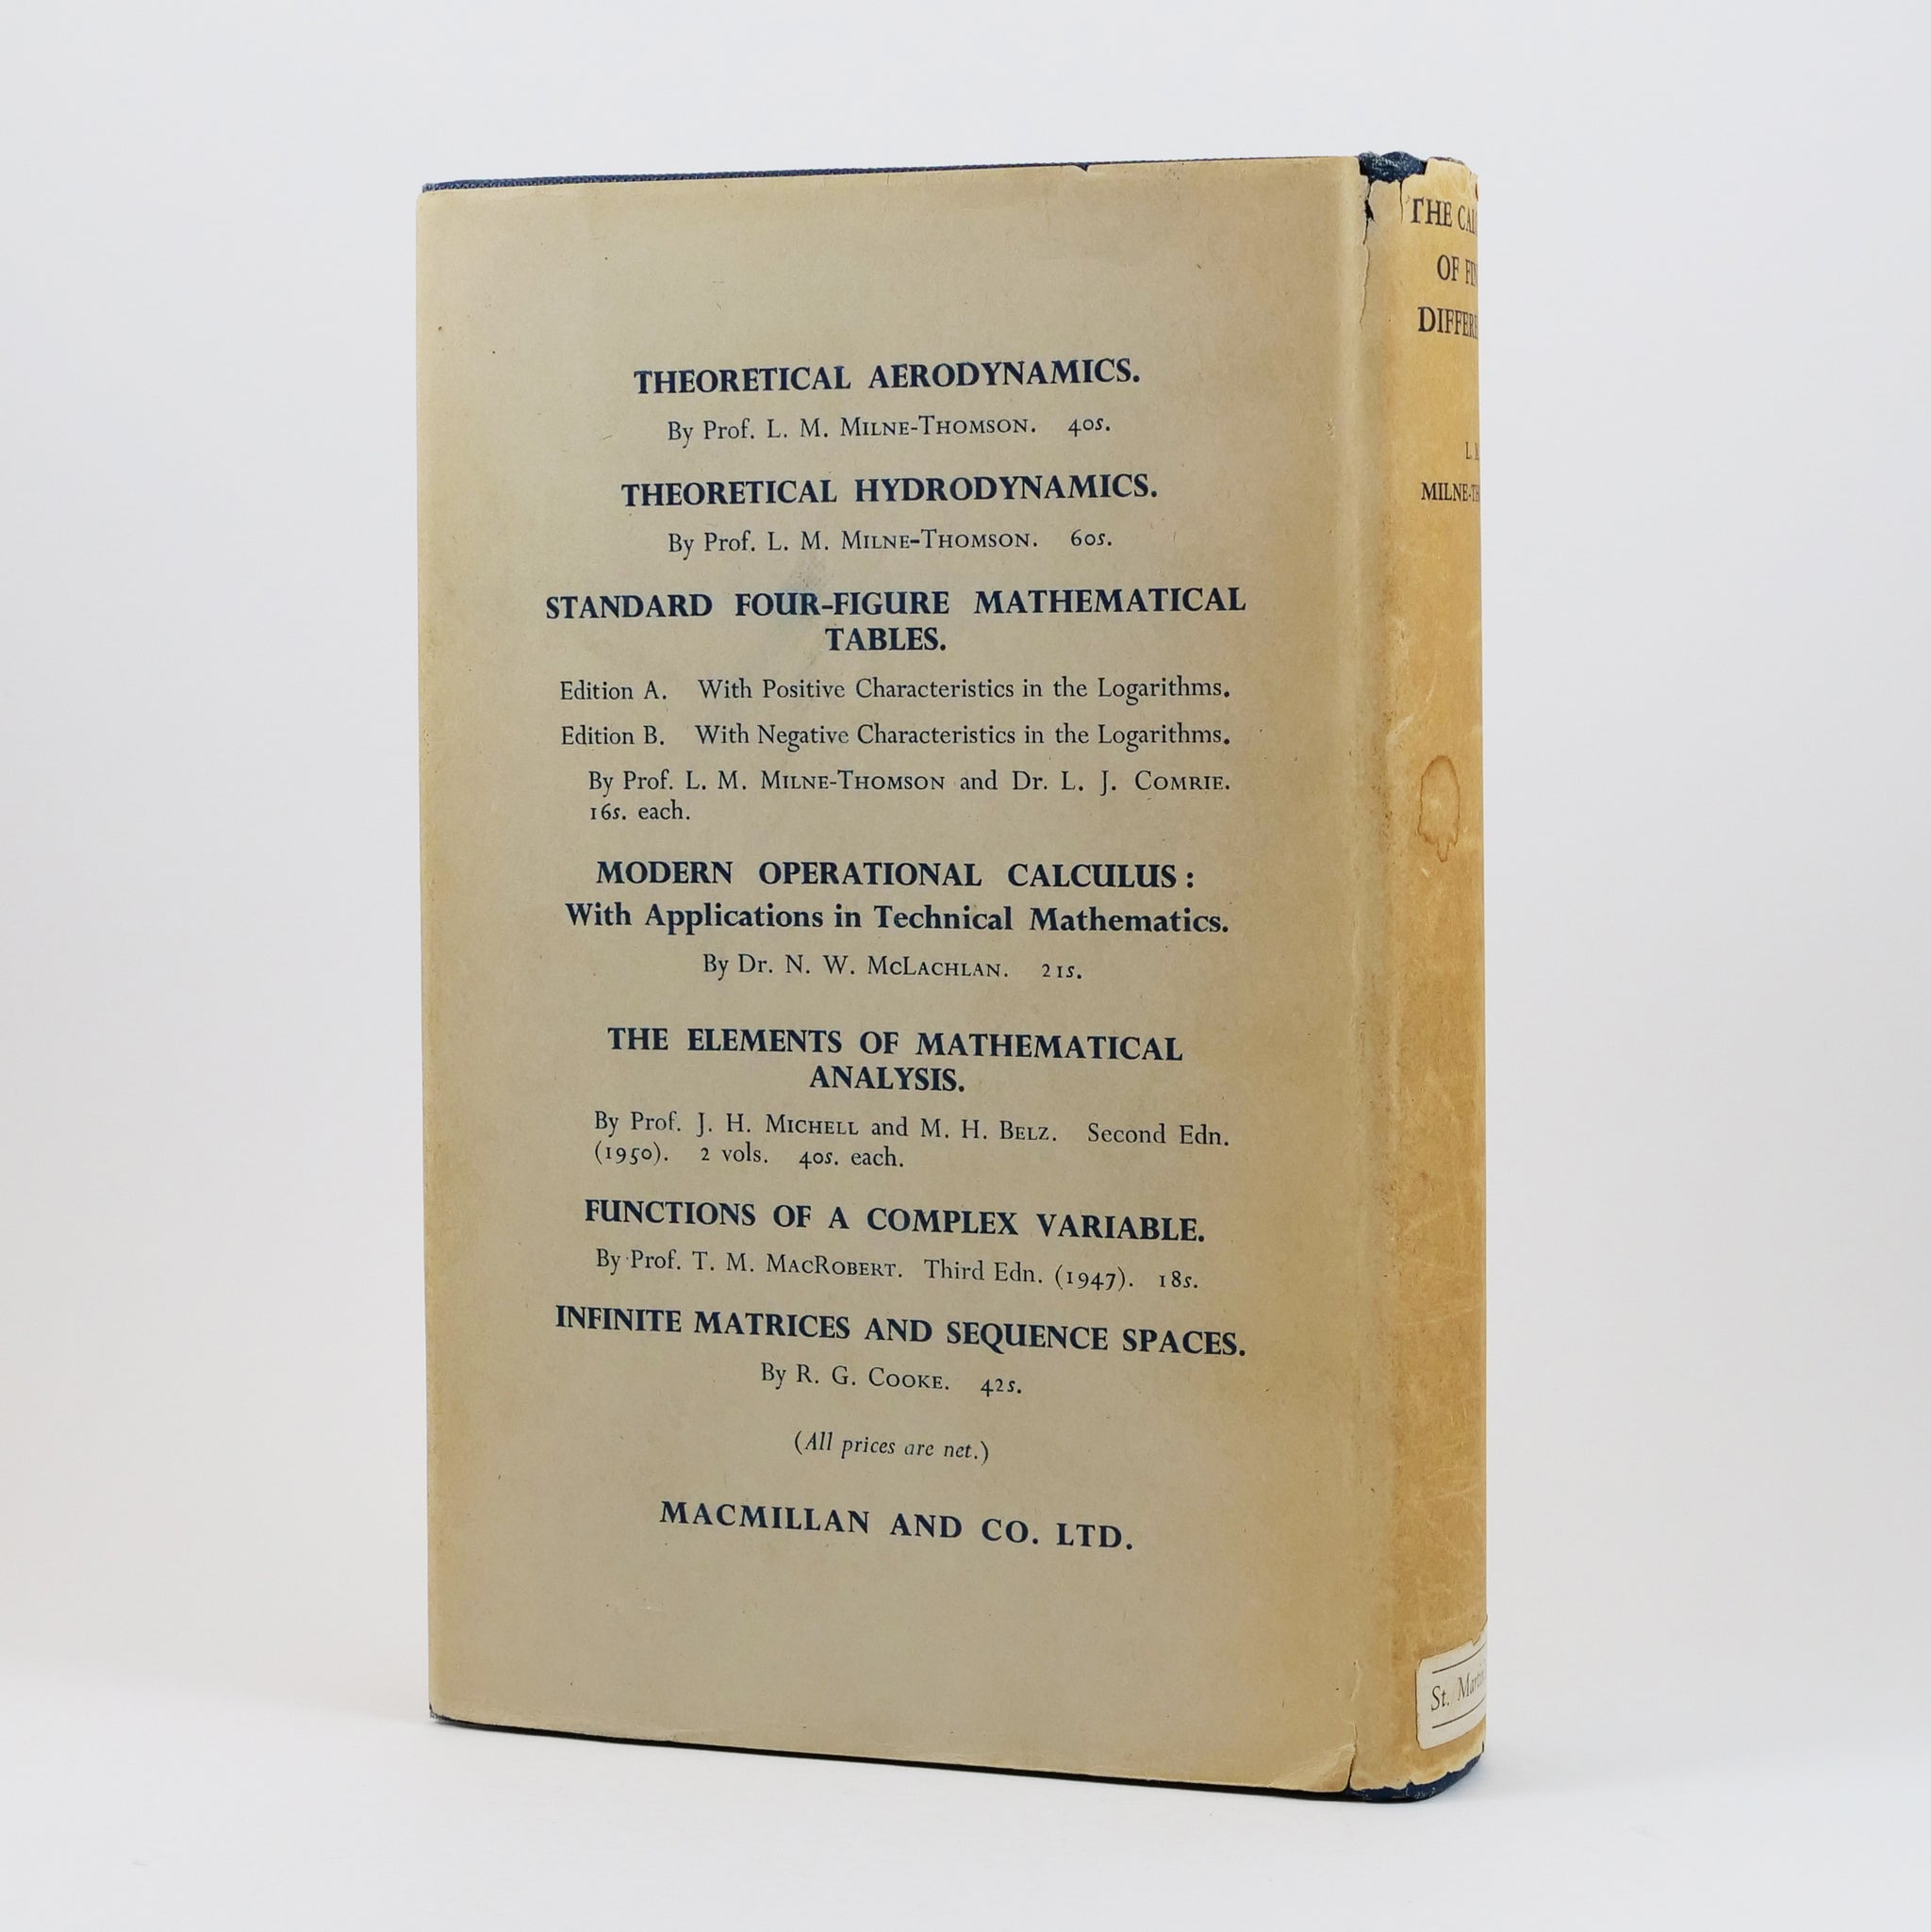 THEORETICAL AERODYNAMICS.
By Prof. L. M. MILNE-THOMSON. 40s.
THEORETICAL HYDRODYNAMICS.
By Prof. L. M. MILNE-THOMSON. 60s.
STANDARD FOUR-FIGURE MATHEMATICAL
TABLES.
Edition A. With Positive Characteristics in the Logarithms.
Edition B. With Negative Characteristics in the Logarithms.
By Prof. L. M. MILNE-THOMSON and Dr. L. J. COMRIE.
16s. each.
MODERN OPERATIONAL CALCULUS:
With Applications in Technical Mathematics.
By Dr. N. W. MCLACHLAN. 21s.
THE ELEMENTS OF MATHEMATICAL
ANALYSIS.
By Prof. J. H. MICHELL and M. H. BELZ. Second Edn.
(1950). 2 vols. 40s. each.
FUNCTIONS OF A COMPLEX VARIABLE.
By Prof. T. M. MACROBERT. Third Edn. (1947). 18s.
INFINITE MATRICES AND SEQUENCE SPACES.
By R. G. COOKE. 42s.
(All prices are net.)
MACMILLAN AND CO. LTD.
THE
OF
L.
St.